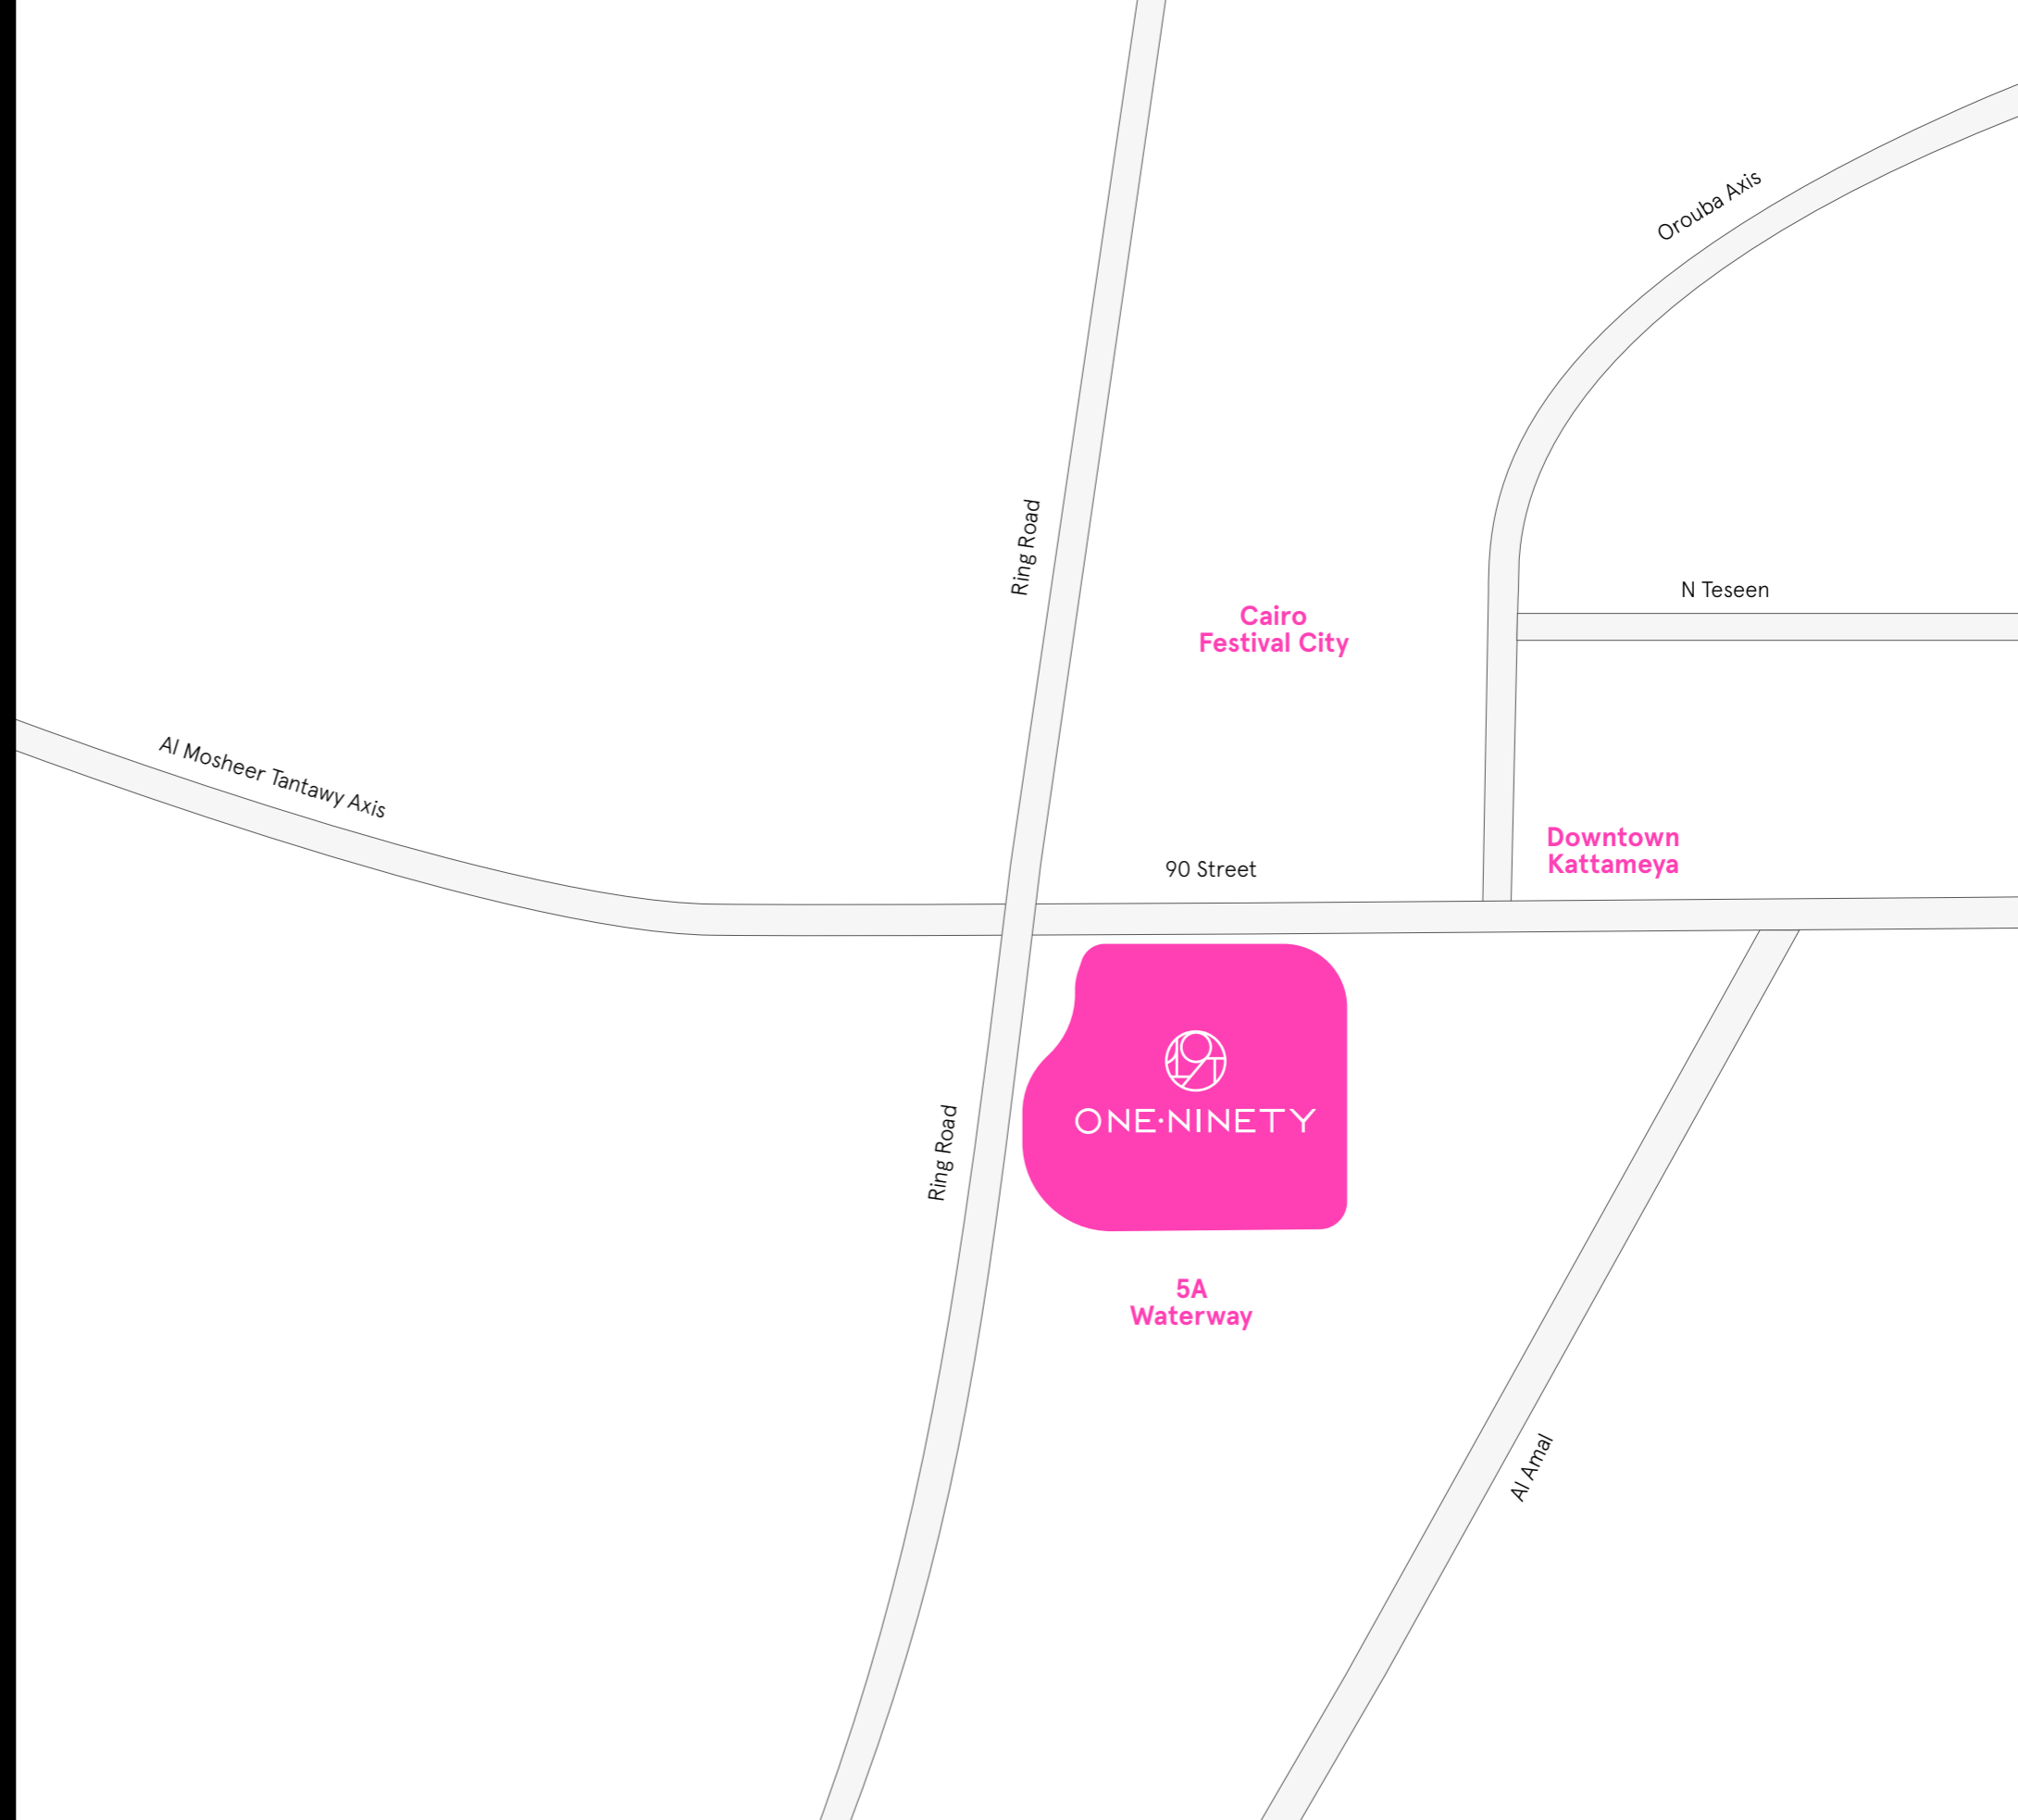 Orouba Axis
Ring Road
N Teseen
Cairo
Festival City
Al Mosheer Tantawy Axis
Downtown
Kattameya
90 Street
ONE·NINETY
Ring Road
5A
Waterway
Al Amal